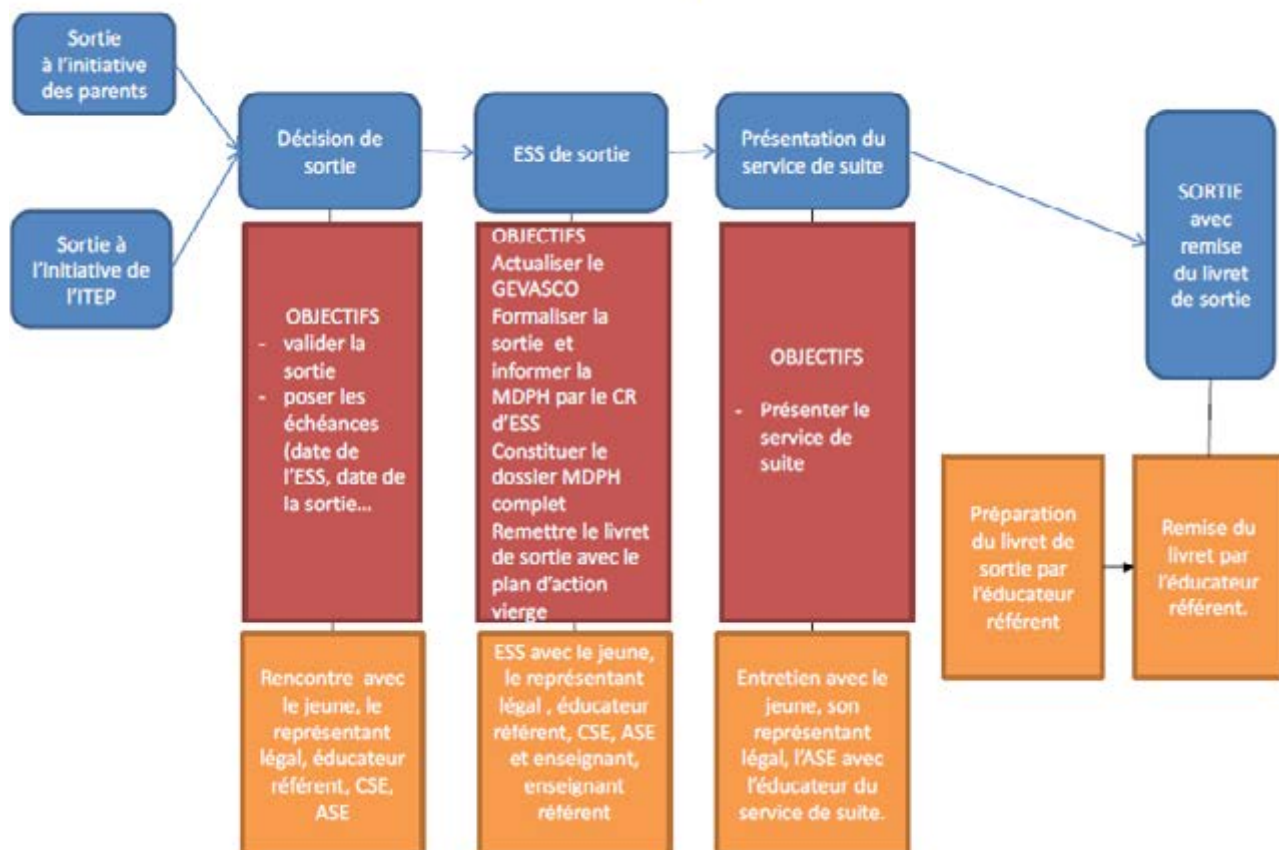 Sortie
à l'initiative
des parents
Sortie à
l'initiative de
l'ITEP
Décision de
sortie
ESS de sortie
Présentation du
service de suite
SORTIE
avec
remise
du livret
de sortie
OBJECTIFS
- valider la
sortie
- poser les
échéances
(date de
l'ESS, date de
la sortie...
OBJECTIFS
Actualiser le
GEVASCO
Formaliser la
sortie et
informer la
MDPH par le CR
d'ESS
Constituer le
dossier MDPH
complet
Remettre le livret
de sortie avec le
plan d'action
vierge
OBJECTIFS
- Présenter le
service de
suite
Rencontre avec
le jeune, le
représentant
légal, éducateur
référent, CSE,
ASE
ESS avec le jeune,
le représentant
légal , éducateur
référent, CSE, ASE
et enseignant,
enseignant
référent
Entretien avec le
jeune, son
représentant
légal, l'ASE avec
l'éducateur du
service de suite.
Préparation
du livret de
sortie par
l'éducateur
référent
Remise du
livret par
l'éducateur
référent.